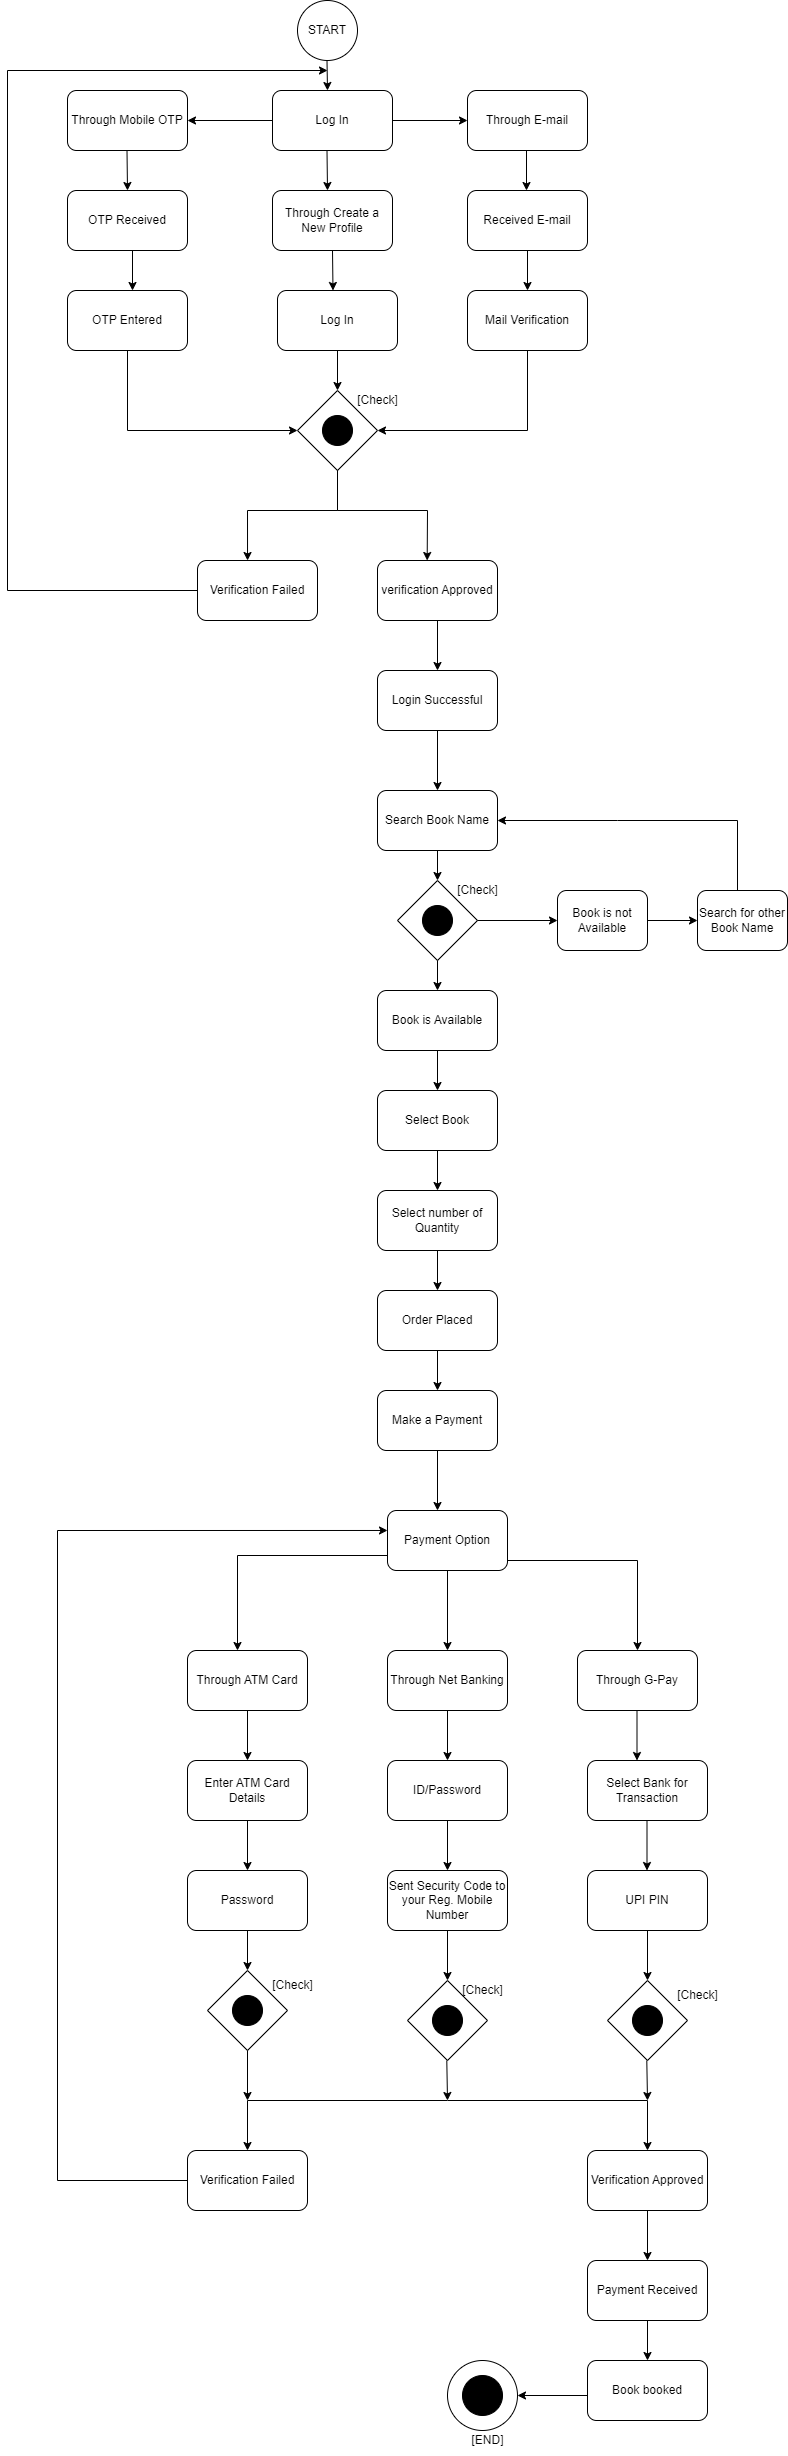 START
Through Mobile OTP
Log In
Through E-mail
OTP Received
Through Create a
New Profile
Received E-mail
OTP Entered
Log In
Mail Verification
[Check]
Verification Failed
verification Approved
Login Successful
Search Book Name
[Check]
Book is not
Available
Search for other
Book Name
Book is Available
Select Book
Select number of
Quantity
Order Placed
Make a Payment
Payment Option
Through ATM Card
Through Net Banking
Through G-Pay
Enter ATM Card
Details
ID/Password
Select Bank for
Transaction
Password
Sent Security Code to
your Reg. Mobile
Number
UPI PIN
[Check]
[Check]
[Check]
Verification Failed
Verification Approved
Payment Received
Book booked
[END]